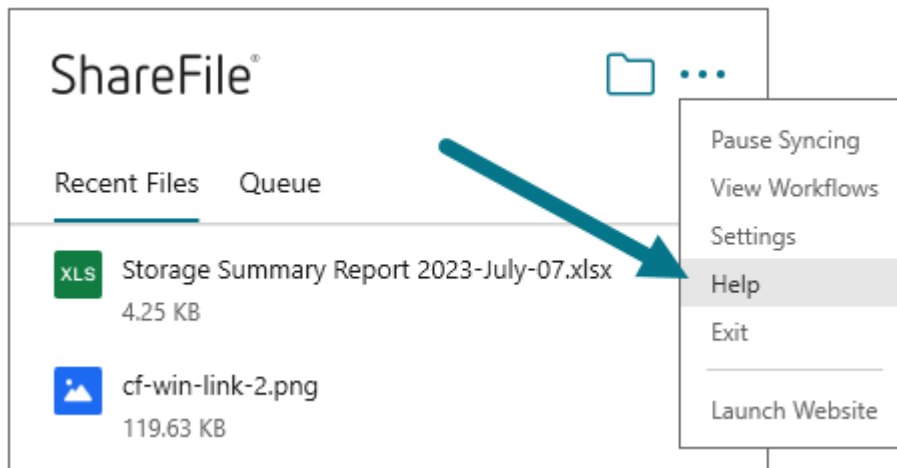 ShareFile®
Recent Files Queue
XLS Storage Summary Report 2023-July-07.xlsx
4.25 KB
cf-win-link-2.png
119.63 KB
Pause Syncing
View Workflows
Settings
Help
Exit
Launch Website